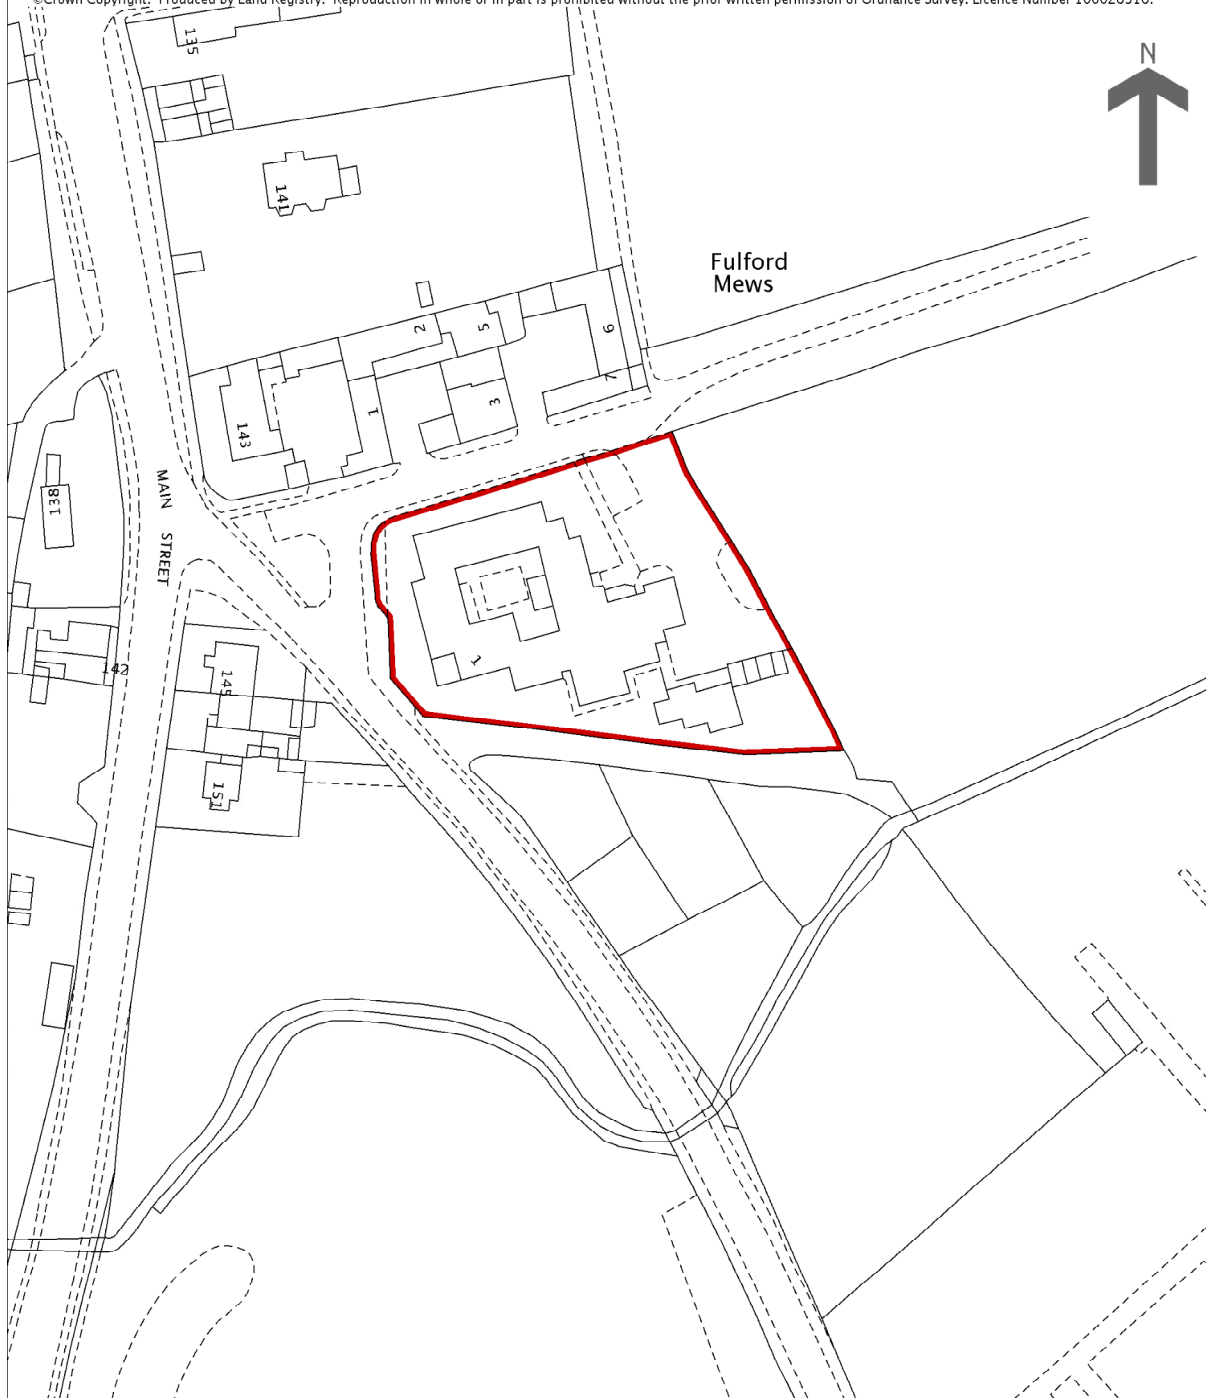 ©Crown Copyright. Produced by Land Registry. Reproduction in whole or in part is prohibited without the prior written permission of Ordnance Survey. Licence Number 100026316.
135
N
141
Fulford
Mews
2
5
6
7
3
1
143
138
MAIN STREET
1
142
145
151